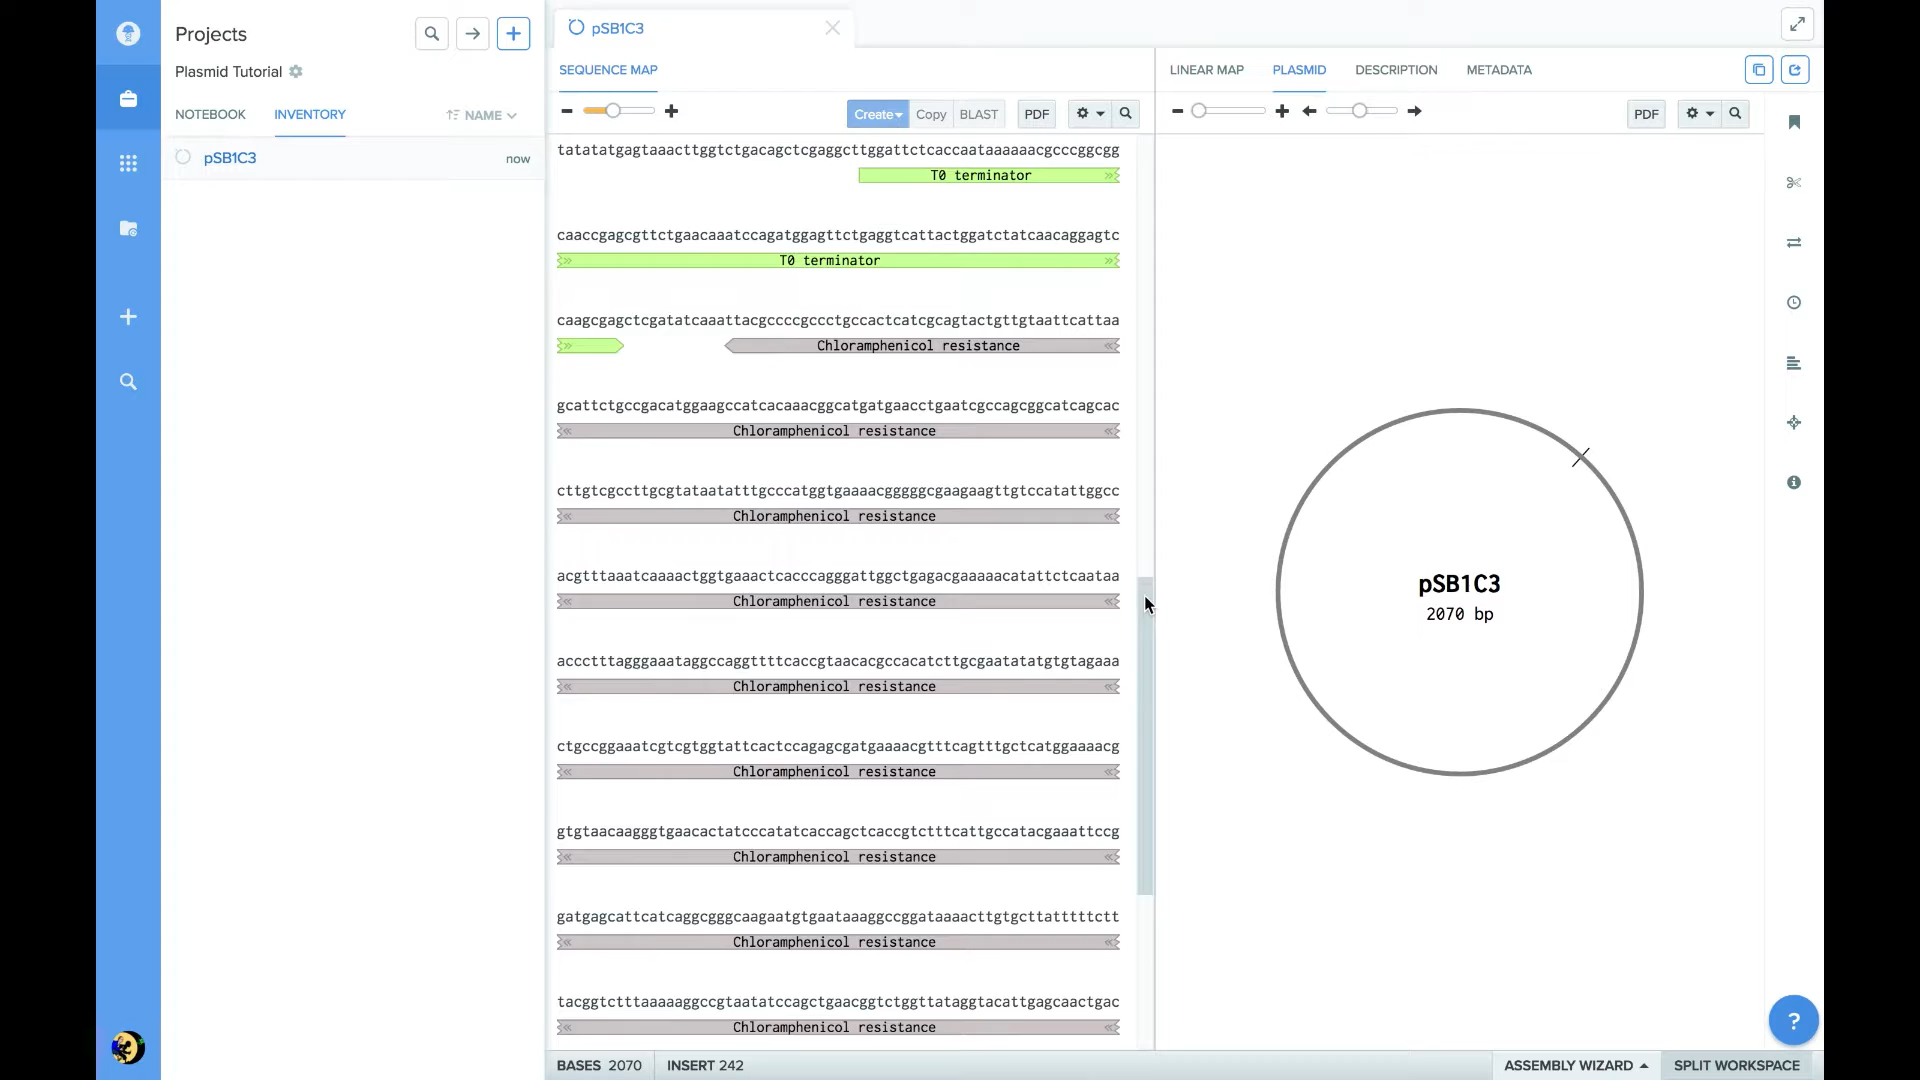 Projects
Plasmid Tutorial
NOTEBOOK INVENTORY NAME
pSB1C3 now
pSB1C3
SEQUENCE MAP
Create Copy BLAST PDF
tatatatgagtaaacttggtctgacagctcgaggcttggattctcaccaataaaaaacgcccggcgg
T0 terminator
caaccgagcgttctgaacaaatccagatggagttctgaggtcattactggatctatcaacaggagtc
T0 terminator
caagcgagctcgatatcaaattacgccccgccctgccactcatcgcagtactgttgtaattcattaa
Chloramphenicol resistance
gcattctgccgacatggaagccatcacaaacggcatgatgaacctgaatcgccagcggcatcagcac
Chloramphenicol resistance
cttgtcgccttgcgtataatatttgcccatggtgaaaacgggggcgaagaagttgtccatattggcc
Chloramphenicol resistance
acgtttaaatcaaaactggtgaaactcacccagggattggctgagacgaaaaacatattctcaataa
Chloramphenicol resistance
accctttagggaaataggccaggttttcaccgtaacacgccacatcttgcgaatatatgtgtagaaa
Chloramphenicol resistance
ctgccggaaatcgtcgtggtattcactccagagcgatgaaaacgtttcagtttgctcatggaaaacg
Chloramphenicol resistance
gtgtaacaagggtgaacactatcccatatcaccagctcaccgtctttcattgccatacgaaattccg
Chloramphenicol resistance
gatgagcattcatcaggcgggcaagaatgtgaataaaggccggataaaacttgtgcttatttttctt
Chloramphenicol resistance
tacggtctttaaaaaggccgtaatatccagctgaacggtctggttataggtacattgagcaactgac
Chloramphenicol resistance
BASES 2070 INSERT 242
LINEAR MAP PLASMID DESCRIPTION METADATA
PDF
pSB1C3
2070 bp
?
ASSEMBLY WIZARD SPLIT WORKSPACE